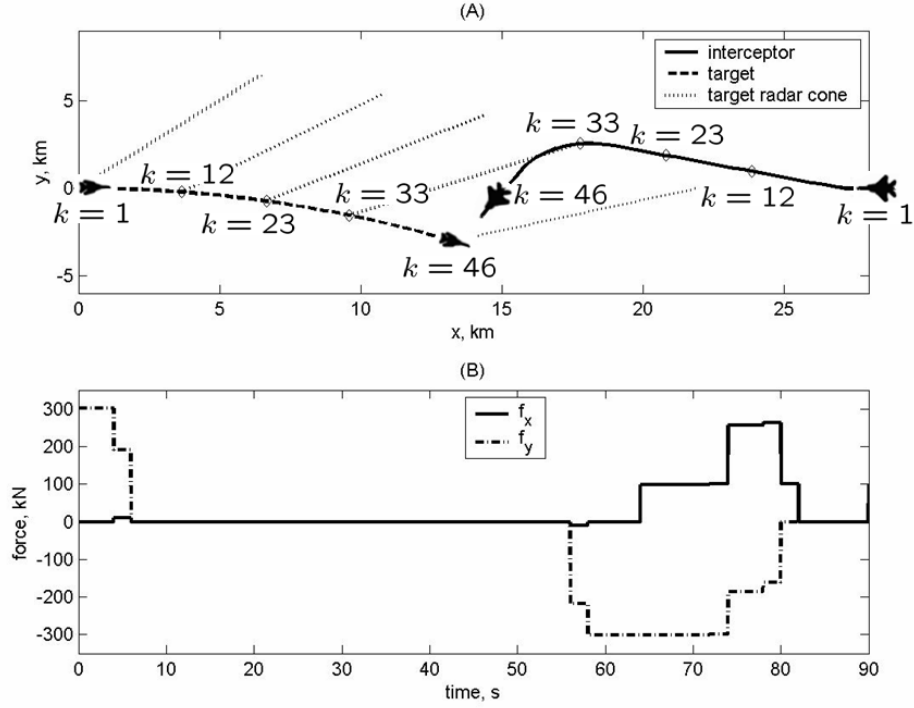 (A)
interceptor
target
target radar cone
5
0
-5
y, km
k = 1
k = 12
k = 23
k = 33
k = 46
k = 33
k = 23
k = 12
k = 46
k = 1
0 5 10 15 20 25
x, km
(B)
f_x
f_y
300
200
100
0
-100
-200
-300
force, kN
0 10 20 30 40 50 60 70 80 90
time, s